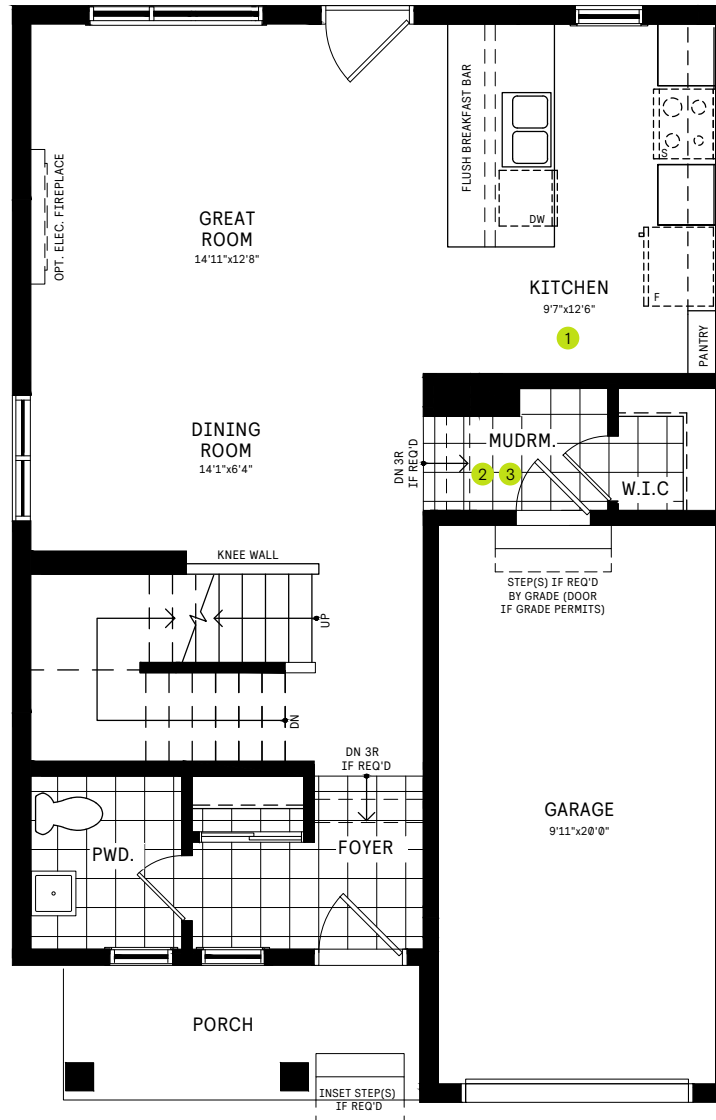 FLUSH BREAKFAST BAR
S
DW
OPT. ELEC. FIREPLACE
GREAT
ROOM
14'11"x12'8"
KITCHEN
9'7"x12'6"
F
1
PANTRY
DINING
ROOM
14'1"x6'4"
DN 3R
IF REQ'D
MUDRM.
2
3
W.I.C
KNEE WALL
STEP(S) IF REQ'D
BY GRADE (DOOR
IF GRADE PERMITS)
UP
DN
DN 3R
IF REQ'D
GARAGE
9'11"x20'0"
PWD.
FOYER
PORCH
INSET STEP(S)
IF REQ'D